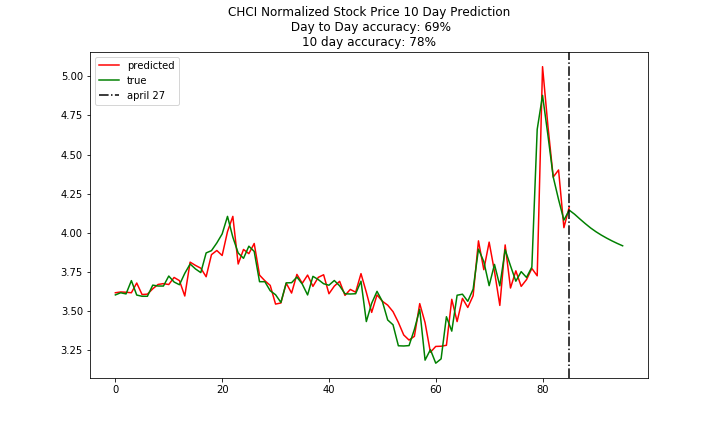 CHCI Normalized Stock Price 10 Day Prediction
Day to Day accuracy: 69%
10 day accuracy: 78%
predicted
true
april 27
5.00
4.75
4.50
4.25
4.00
3.75
3.50
3.25
0 20 40 60 80